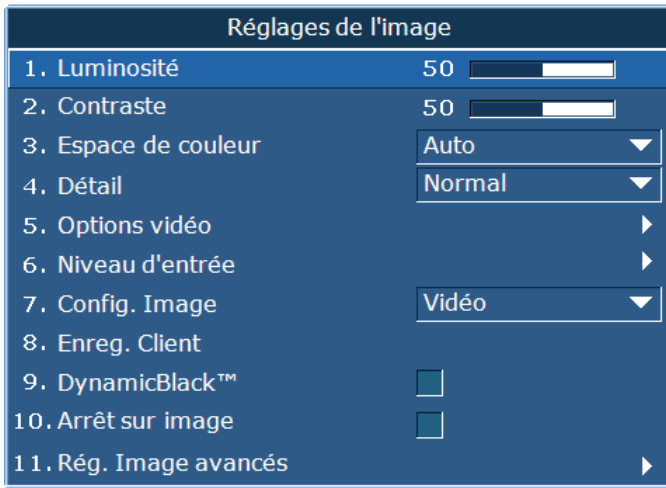 Réglages de l'image
1. Luminosité 50
2. Contraste 50
3. Espace de couleur Auto
4. Détail Normal
5. Options vidéo
6. Niveau d'entrée
7. Config. Image Vidéo
8. Enreg. Client
9. DynamicBlack™
10. Arrêt sur image
11. Rég. Image avancés